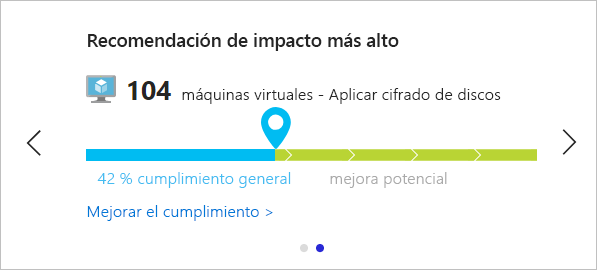 Recomendación de impacto más alto
104 máquinas virtuales - Aplicar cifrado de discos
42 % cumplimiento general mejora potencial
Mejorar el cumplimiento >